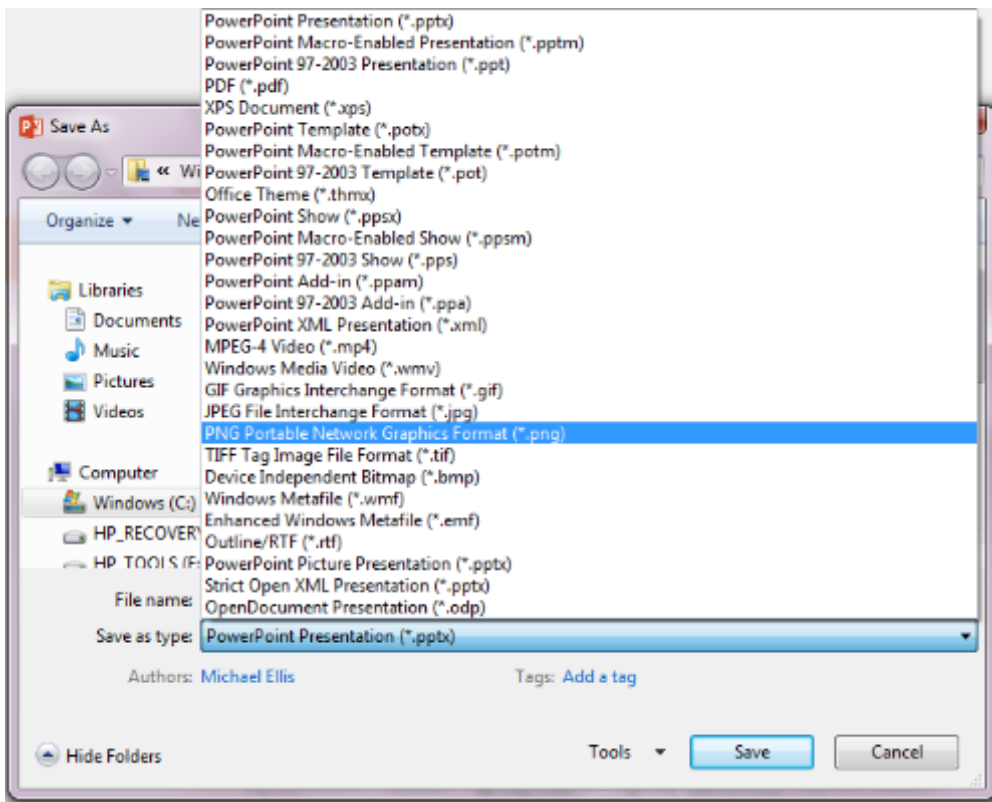 PowerPoint Presentation (*.pptx)
PowerPoint Macro-Enabled Presentation (*.pptm)
PowerPoint 97-2003 Presentation (*.ppt)
PDF (*.pdf)
XPS Document (*.xps)
PowerPoint Template (*.potx)
PowerPoint Macro-Enabled Template (*.potm)
PowerPoint 97-2003 Template (*.pot)
Office Theme (*.thmx)
PowerPoint Show (*.ppsx)
PowerPoint Macro-Enabled Show (*.ppsm)
PowerPoint 97-2003 Show (*.pps)
PowerPoint Add-in (*.ppam)
PowerPoint 97-2003 Add-in (*.ppa)
PowerPoint XML Presentation (*.xml)
MPEG-4 Video (*.mp4)
Windows Media Video (*.wmv)
GIF Graphics Interchange Format (*.gif)
JPEG File Interchange Format (*.jpg)
PNG Portable Network Graphics Format (*.png)
TIFF Tag Image File Format (*.tif)
Device Independent Bitmap (*.bmp)
Windows Metafile (*.wmf)
Enhanced Windows Metafile (*.emf)
Outline/RTF (*.rtf)
PowerPoint Picture Presentation (*.pptx)
Strict Open XML Presentation (*.pptx)
OpenDocument Presentation (*.odp)
Save As
« Wi
Organize
Ne
Libraries
Documents
Music
Pictures
Videos
Computer
Windows (C:)
HP_RECOVERY
HP_TOOLS (F:
File name:
Save as type: PowerPoint Presentation (*.pptx)
Authors: Michael Ellis Tags: Add a tag
Hide Folders Tools Save Cancel